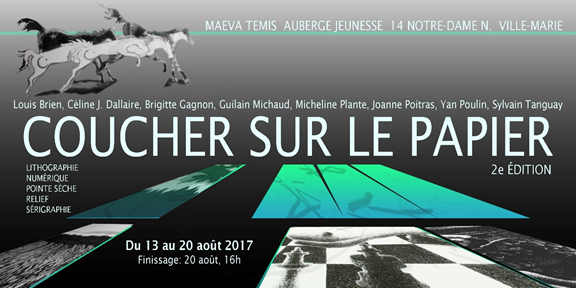 MAEVA TEMIS AUBERGE JEUNESSE 14 NOTRE-DAME N. VILLE-MARIE
Louis Brien, Céline J. Dallaire, Brigitte Gagnon, Guilain Michaud, Micheline Plante, Joanne Poitras, Yan Poulin, Sylvain Tanguay
COUCHER SUR LE PAPIER
2e ÉDITION
LITHOGRAPHIE
NUMÉRIQUE
POINTE SÈCHE
RELIEF
SÉRIGRAPHIE
Du 13 au 20 août 2017
Finissage: 20 août, 16h